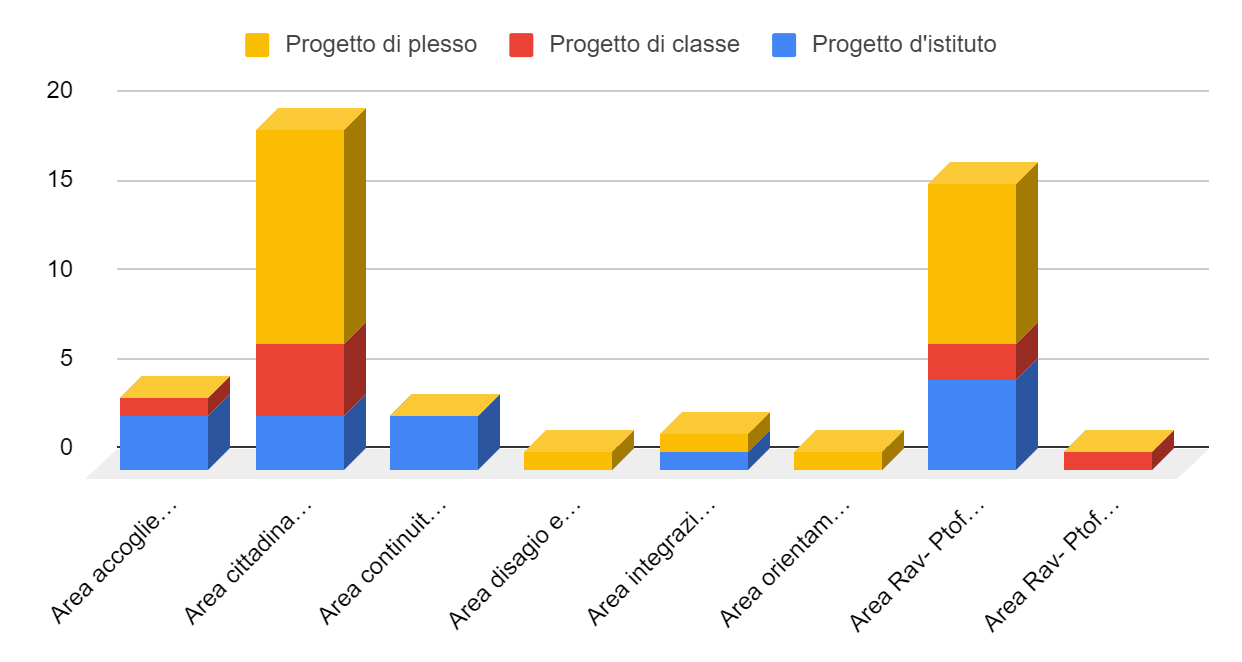 Progetto di plesso
Progetto di classe
Progetto d'istituto
20
15
10
5
0
Area accoglie…
Area cittadina…
Area continuit…
Area disagio e…
Area integrazi…
Area orientam…
Area Rav- Ptof…
Area Rav- Ptof…